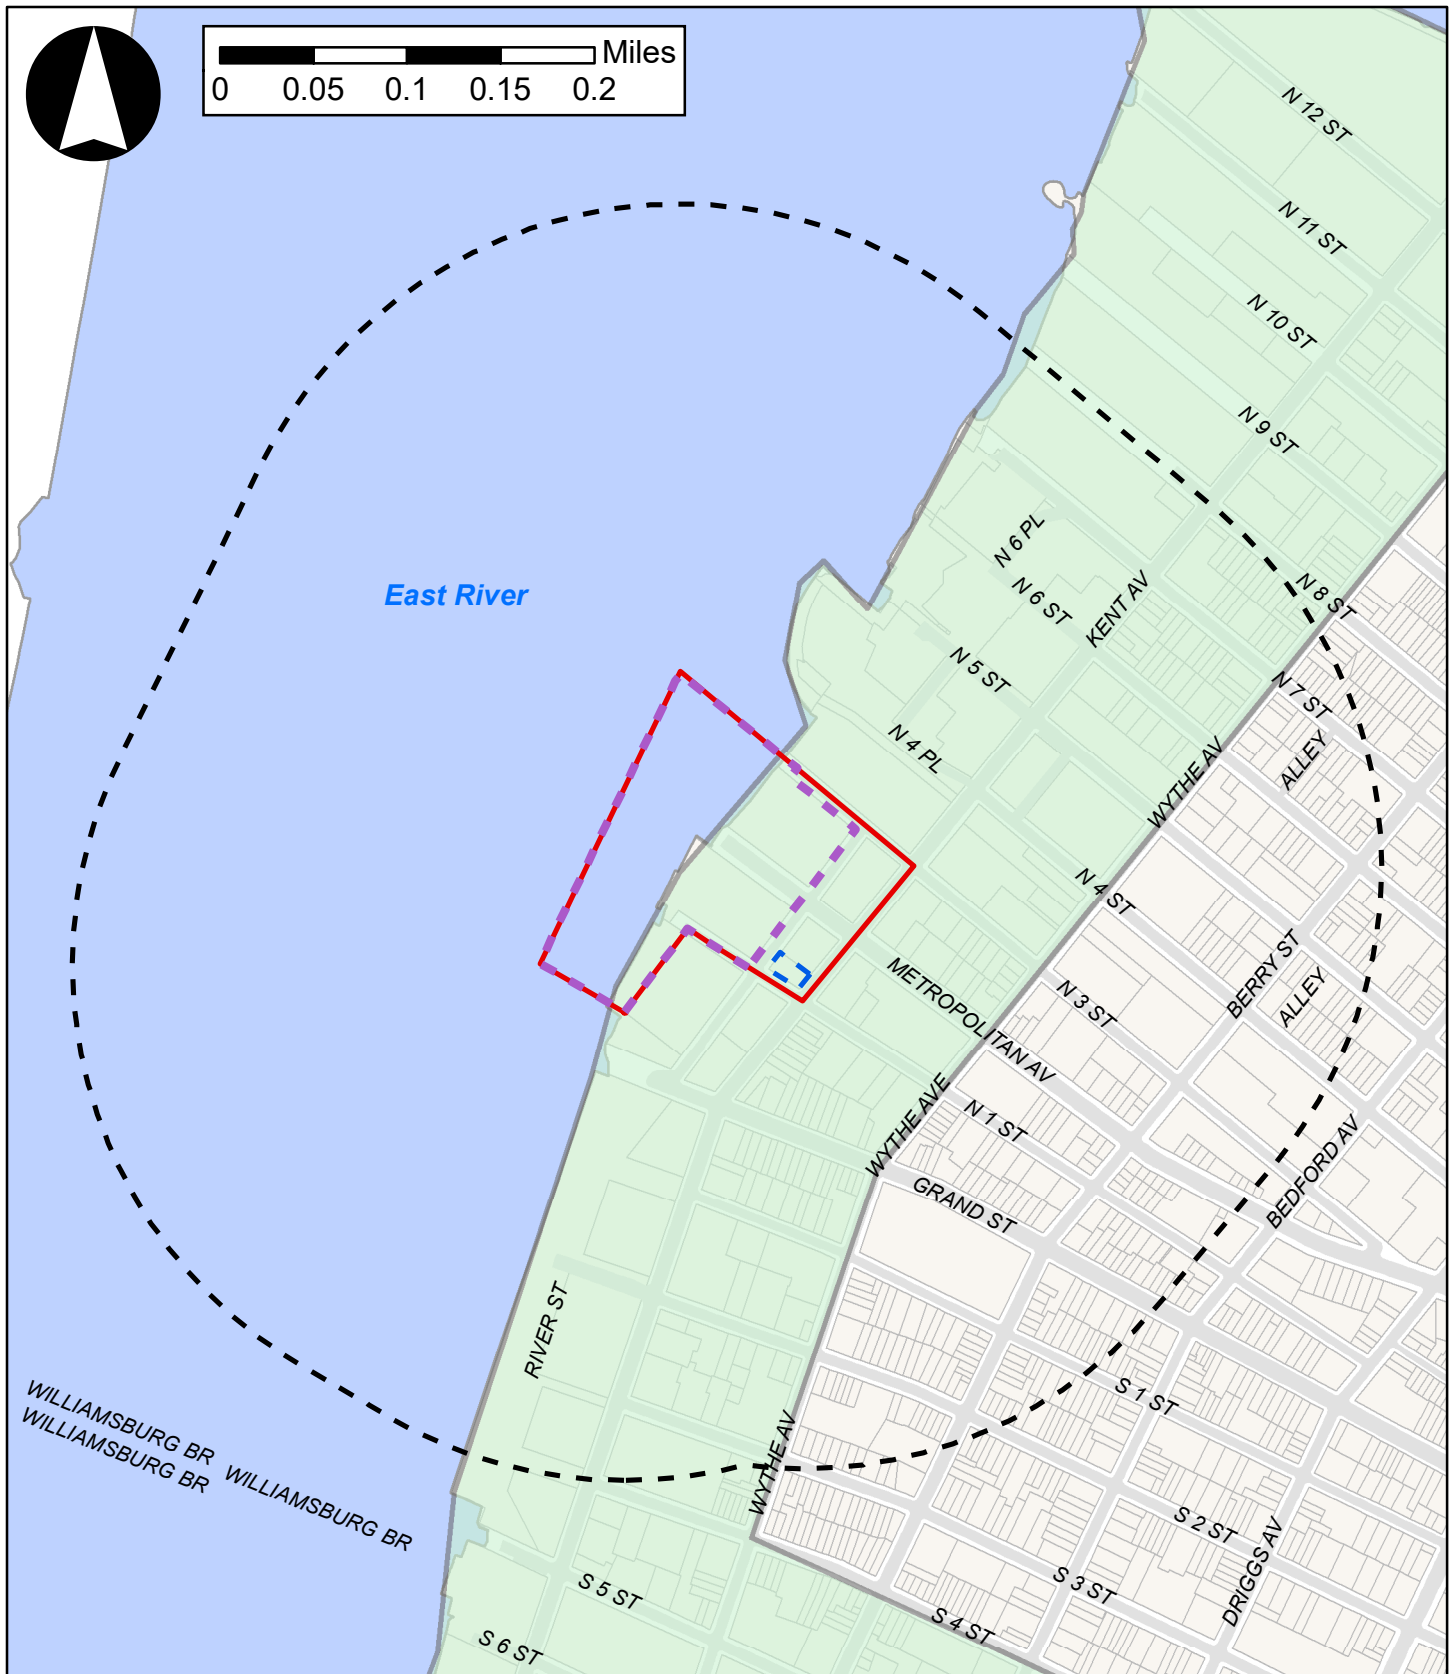 Miles
0 0.05 0.1 0.15 0.2
N 12 ST
N 11 ST
N 10 ST
N 9 ST
N 6 PL
East River
N 6 ST
KENT AV
N 8 ST
N 5 ST
N 7 ST
N 4 PL
ALLEY
WYTHE AV
N 4 ST
BERRY ST
ALLEY
METROPOLITAN AV
N 3 ST
WYTHE AVE
N 1 ST
BEDFORD AV
GRAND ST
RIVER ST
WILLIAMSBURG BR
WILLIAMSBURG BR
WILLIAMSBURG BR
S 1 ST
WYTHE AV
S 2 ST
DRIGGS AV
S 5 ST
S 3 ST
S 4 ST
S 6 ST